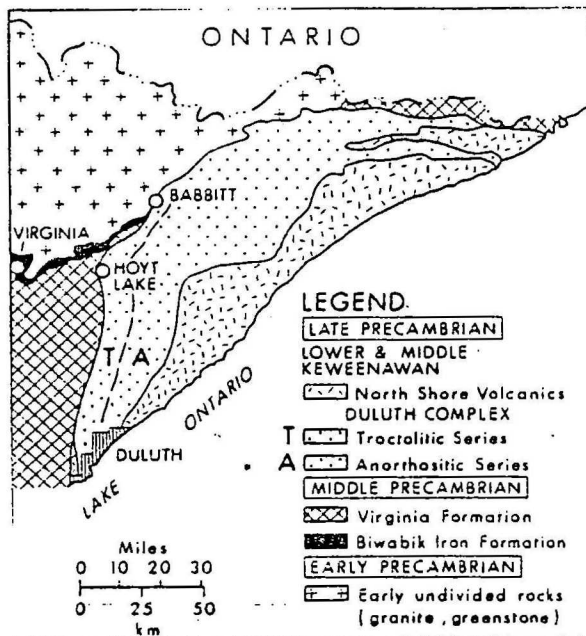 ONTARIO
BABBITT
VIRGINIA
HOYT
LAKE
T A
DULUTH
LAKE ONTARIO
Miles
0 10 20 30
0 25 50
km
LEGEND
LATE PRECAMBRIAN
LOWER & MIDDLE
KEWEENAWAN
North Shore Volcanics
DULUTH COMPLEX
T Troctolitic Series
A Anorthositic Series
MIDDLE PRECAMBRIAN
Virginia Formation
Biwabik Iron Formation
EARLY PRECAMBRIAN
Early undivided rocks
(granite, greenstone)